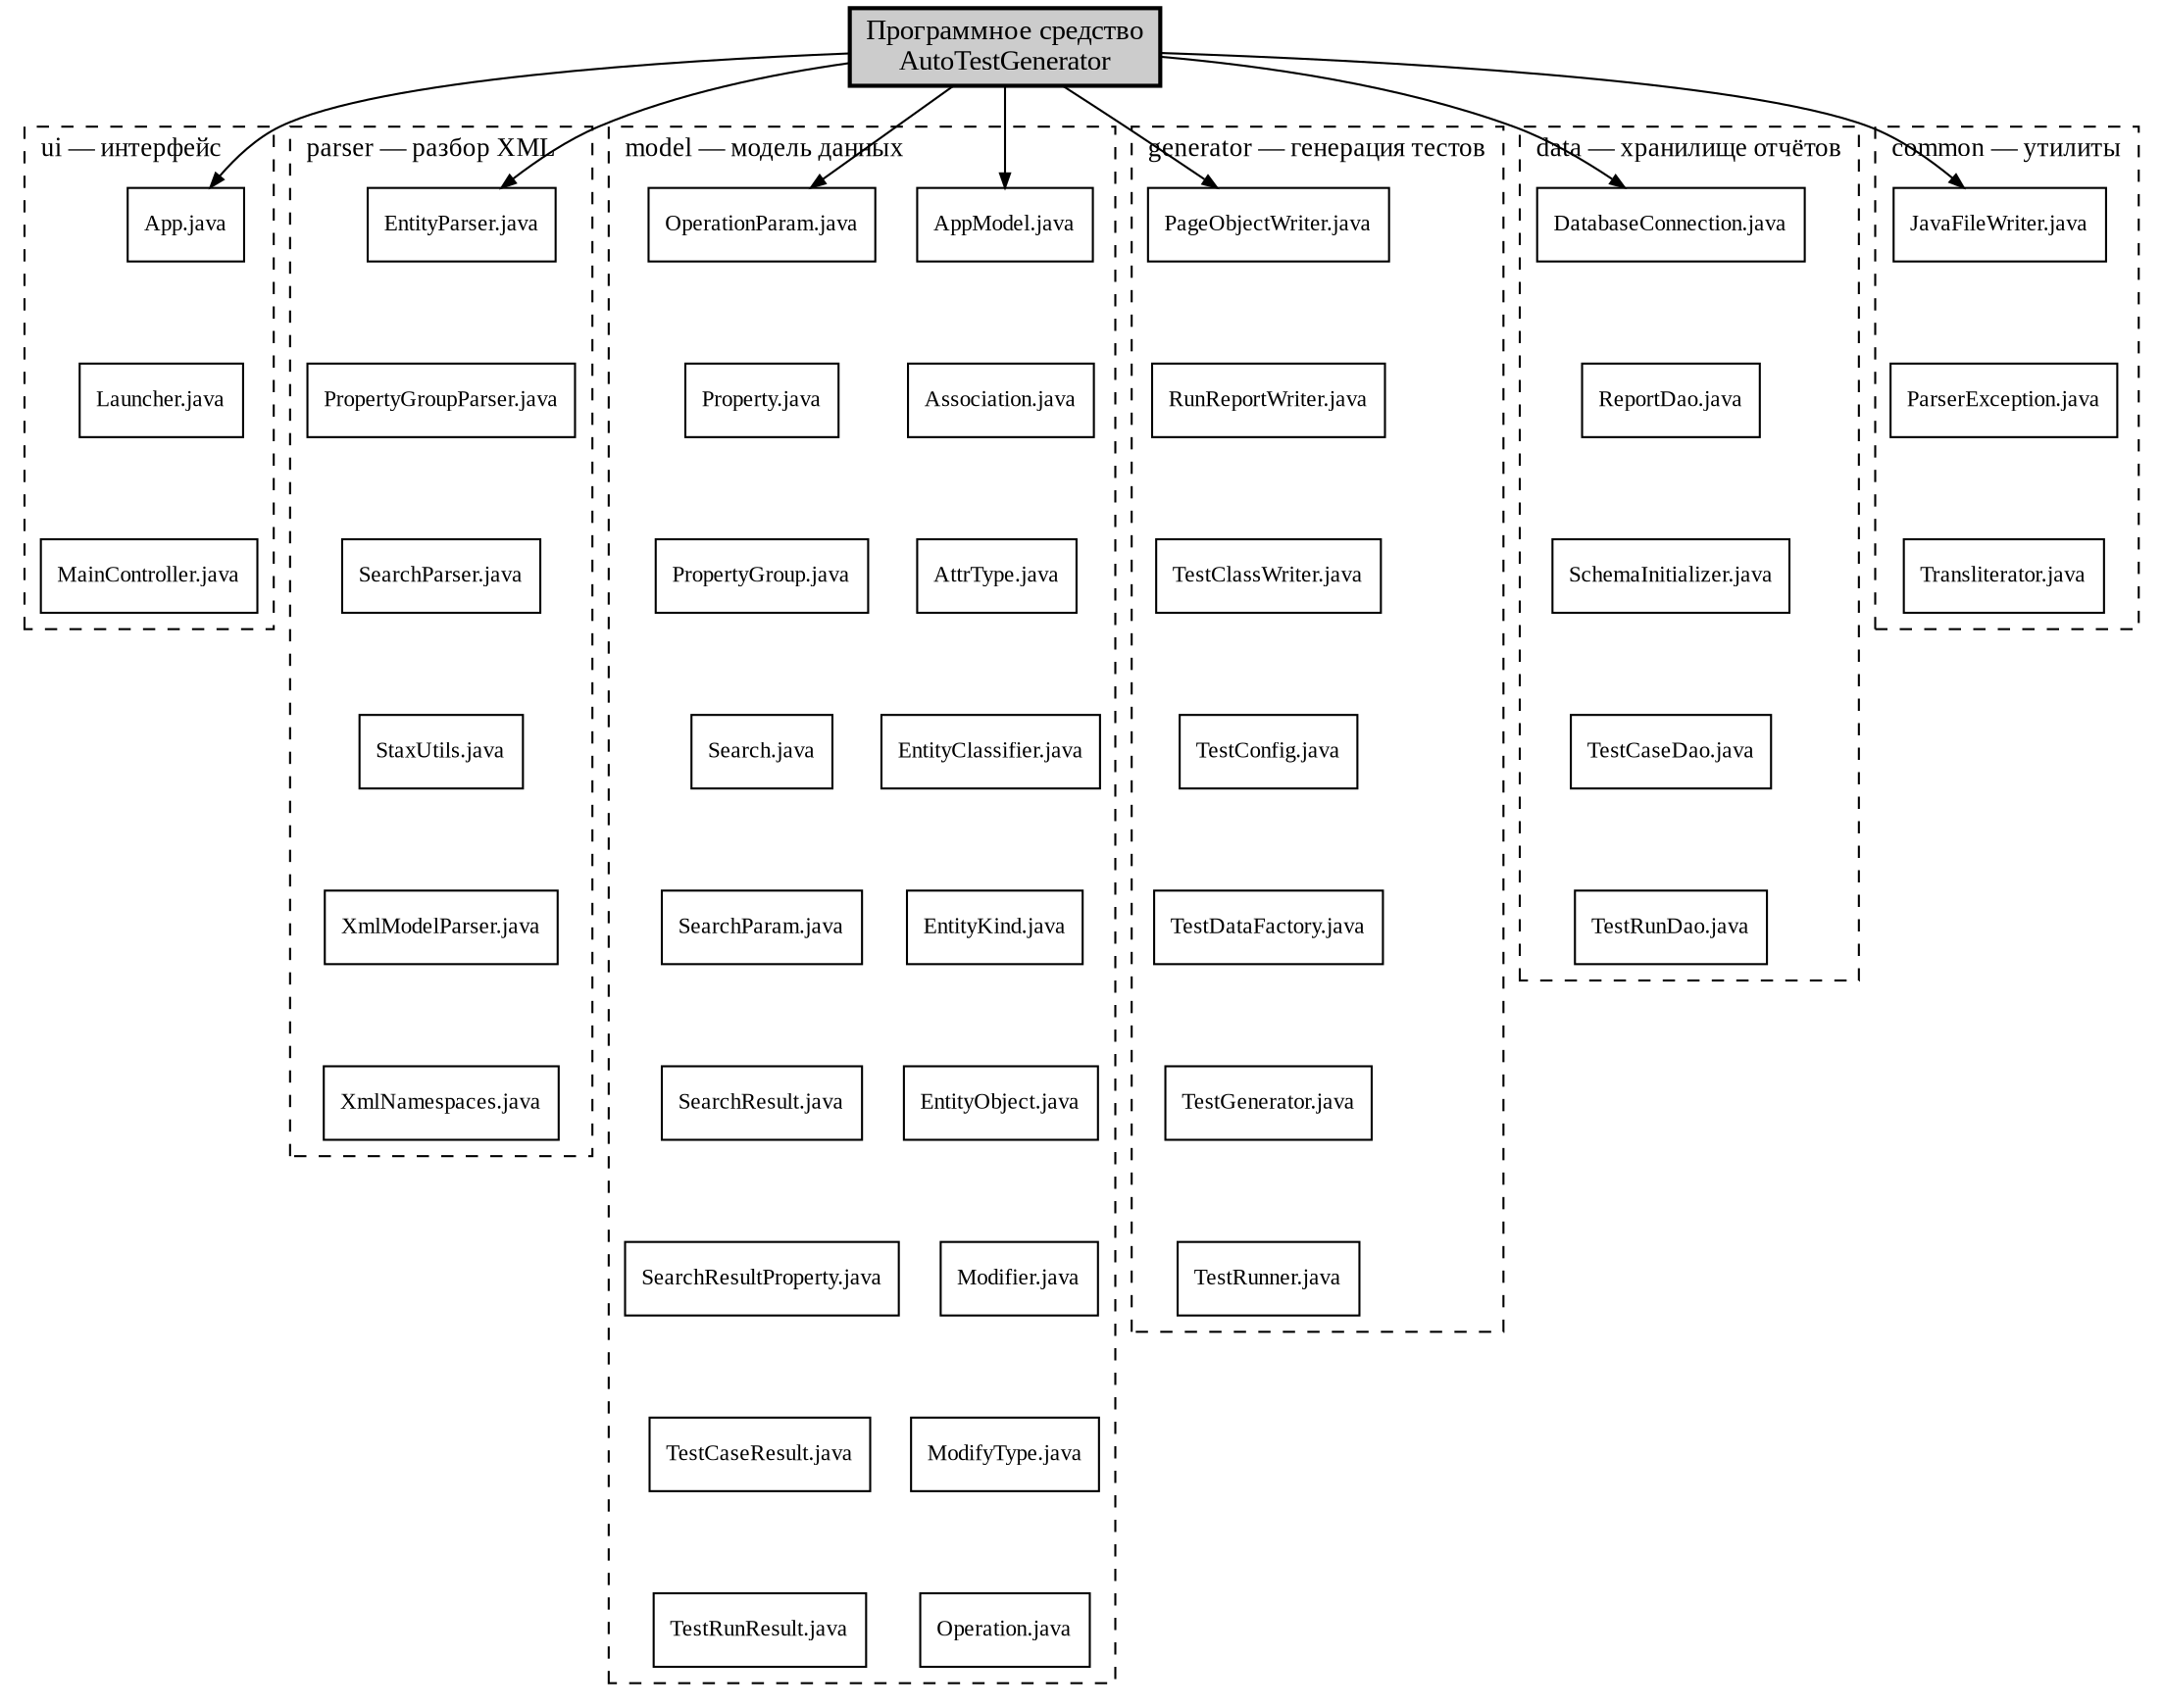 Программное средство
AutoTestGenerator
ui — интерфейс
App.java
Launcher.java
MainController.java
parser — разбор XML
EntityParser.java
PropertyGroupParser.java
SearchParser.java
StaxUtils.java
XmlModelParser.java
XmlNamespaces.java
model — модель данных
OperationParam.java
Property.java
PropertyGroup.java
Search.java
SearchParam.java
SearchResult.java
SearchResultProperty.java
TestCaseResult.java
TestRunResult.java
AppModel.java
Association.java
AttrType.java
EntityClassifier.java
EntityKind.java
EntityObject.java
Modifier.java
ModifyType.java
Operation.java
generator — генерация тестов
PageObjectWriter.java
RunReportWriter.java
TestClassWriter.java
TestConfig.java
TestDataFactory.java
TestGenerator.java
TestRunner.java
data — хранилище отчётов
DatabaseConnection.java
ReportDao.java
SchemaInitializer.java
TestCaseDao.java
TestRunDao.java
common — утилиты
JavaFileWriter.java
ParserException.java
Transliterator.java